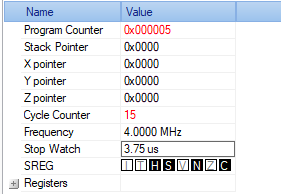 Name Value
Program Counter 0x000005
Stack Pointer 0x0000
X pointer 0x0000
Y pointer 0x0000
Z pointer 0x0000
Cycle Counter 15
Frequency 4.0000 MHz
Stop Watch 3.75 us
SREG I T H S V N Z C
Registers